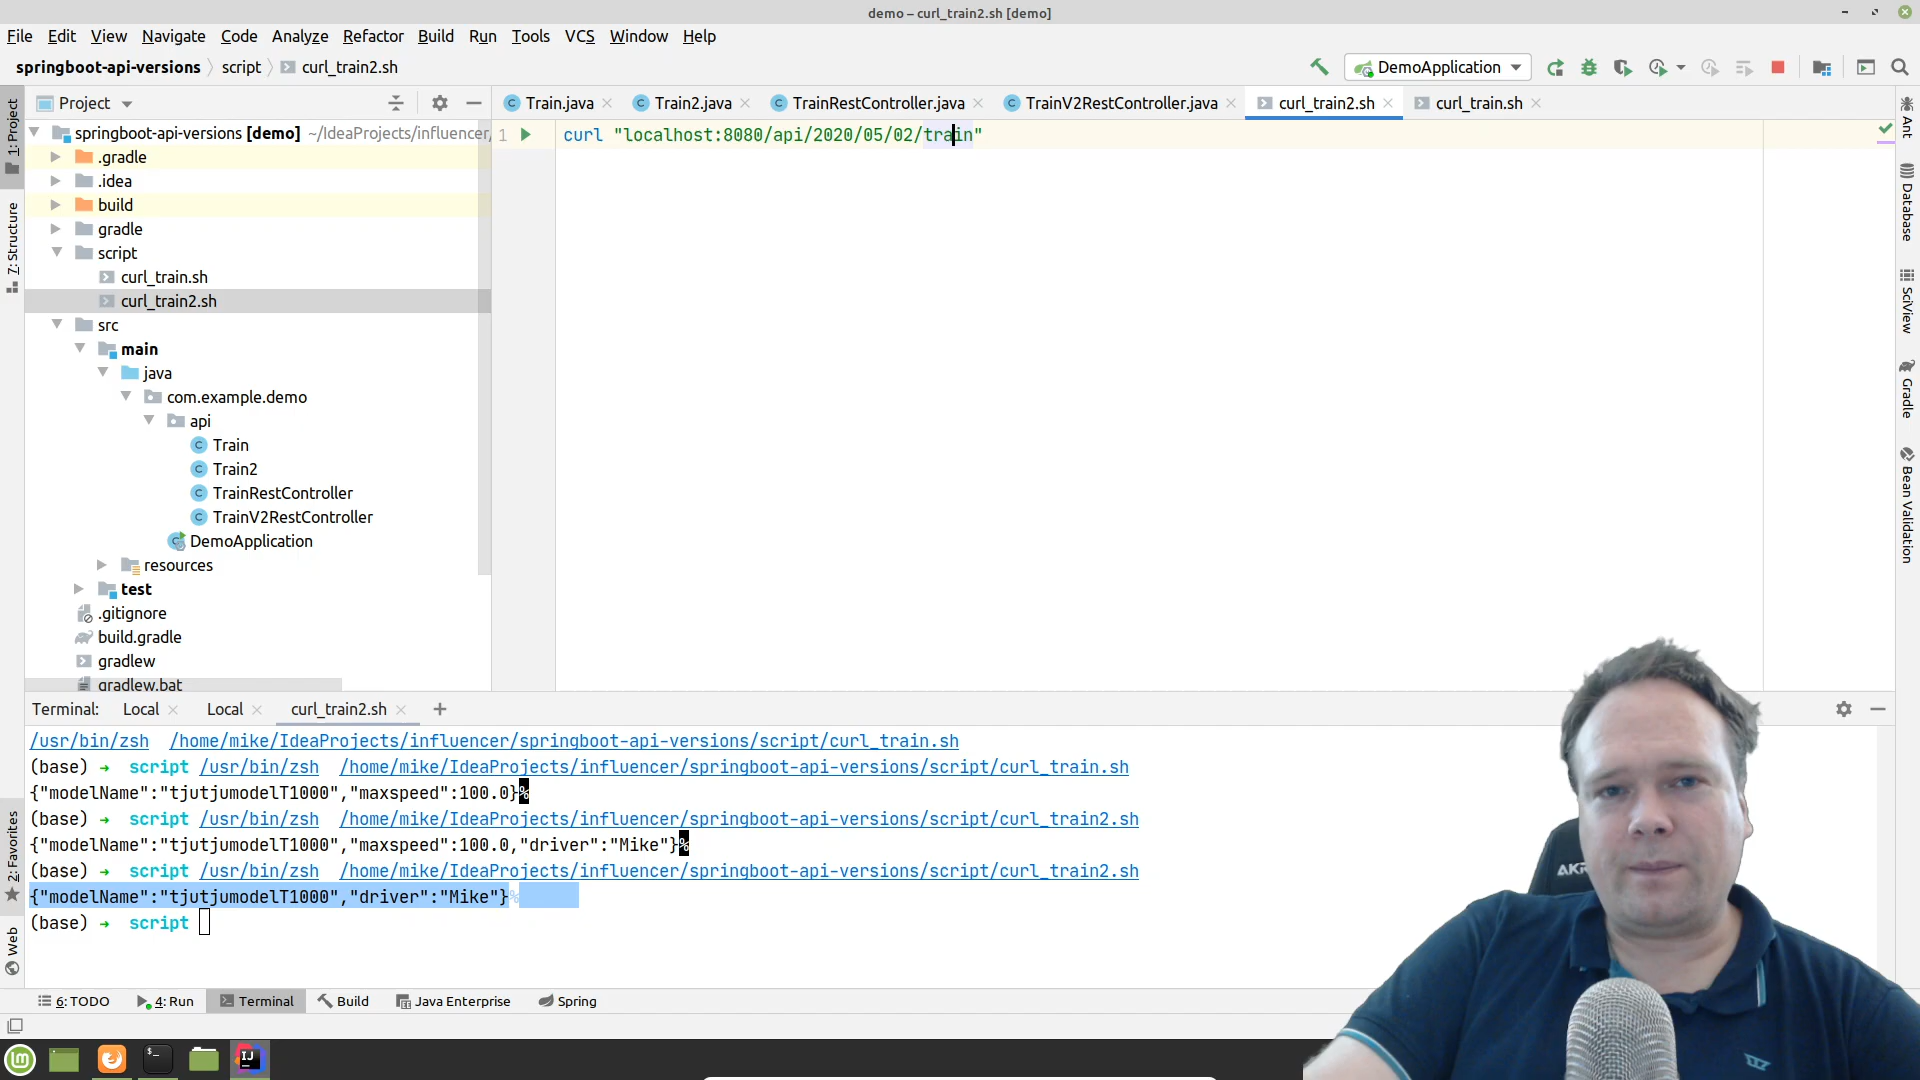 demo – curl_train2.sh [demo]
File Edit View Navigate Code Analyze Refactor Build Run Tools VCS Window Help
springboot-api-versions script curl_train2.sh
DemoApplication
Project
Train.java Train2.java TrainRestController.java TrainV2RestController.java curl_train2.sh curl_train.sh
springboot-api-versions [demo] ~/IdeaProjects/influencer/
1 curl "localhost:8080/api/2020/05/02/train"
.gradle
.idea
build
gradle
script
curl_train.sh
curl_train2.sh
src
main
java
com.example.demo
api
Train
Train2
TrainRestController
TrainV2RestController
DemoApplication
resources
test
.gitignore
build.gradle
gradlew
gradlew.bat
1: Project
7: Structure
2: Favorites
Web
Ant
Database
SciView
Gradle
Bean Validation
Terminal: Local Local curl_train2.sh
/usr/bin/zsh /home/mike/IdeaProjects/influencer/springboot-api-versions/script/curl_train.sh
(base) → script /usr/bin/zsh /home/mike/IdeaProjects/influencer/springboot-api-versions/script/curl_train.sh
{"modelName":"tjutjumodelT1000","maxspeed":100.0}%
(base) → script /usr/bin/zsh /home/mike/IdeaProjects/influencer/springboot-api-versions/script/curl_train2.sh
{"modelName":"tjutjumodelT1000","maxspeed":100.0,"driver":"Mike"}%
(base) → script /usr/bin/zsh /home/mike/IdeaProjects/influencer/springboot-api-versions/script/curl_train2.sh
{"modelName":"tjutjumodelT1000","driver":"Mike"}%
(base) → script
6: TODO 4: Run Terminal Build Java Enterprise Spring
IJ